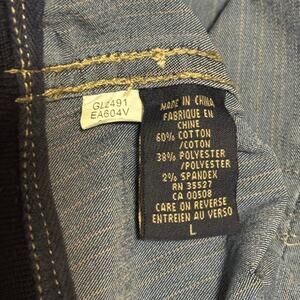 GLZ491
EA604V
MADE IN CHINA
FABRIQUE EN
CHINE
60% COTTON
/COTON
38% POLYESTER
/POLYESTER
2% SPANDEX
RN 35527
CA 00508
CARE ON REVERSE
ENTREIEN AU VERSO
L